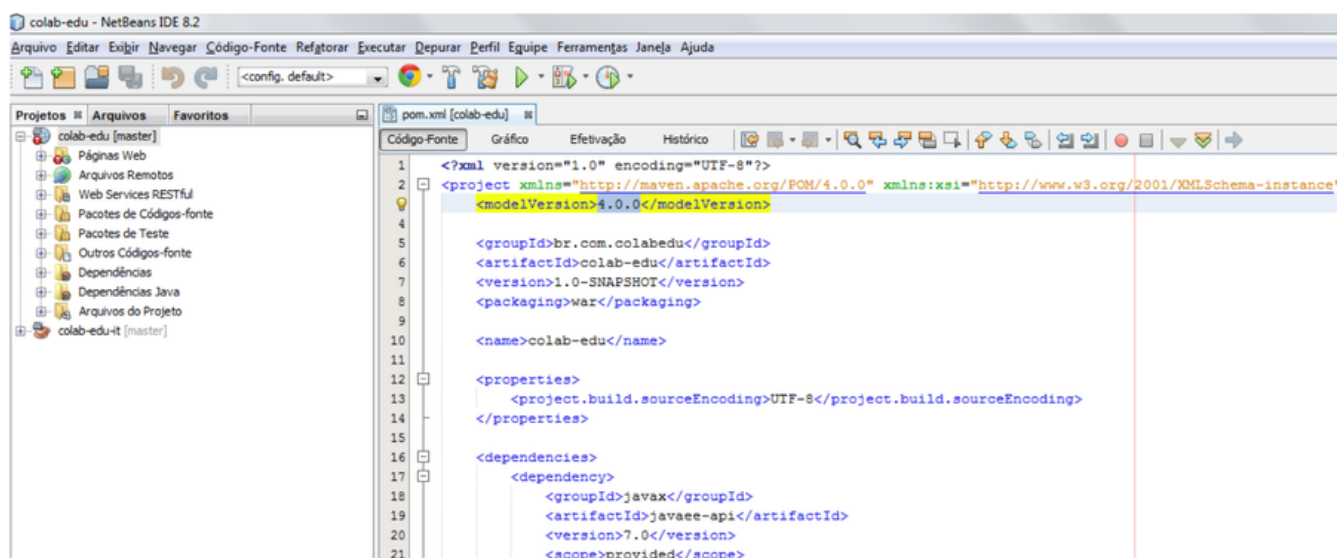 colab-edu - NetBeans IDE 8.2
Arquivo Editar Exibir Navegar Código-Fonte Refatorar Executar Depurar Perfil Equipe Ferramentas Janela Ajuda
<config. default>
Projetos Arquivos Favoritos
colab-edu [master]
Páginas Web
Arquivos Remotos
Web Services RESTful
Pacotes de Códigos-fonte
Pacotes de Teste
Outros Códigos-fonte
Dependências
Dependências Java
Arquivos do Projeto
colab-edu-it [master]
pom.xml [colab-edu]
Código-Fonte Gráfico Efetivação Histórico
1 <?xml version="1.0" encoding="UTF-8"?>
2 <project xmlns="http://maven.apache.org/POM/4.0.0" xmlns:xsi="http://www.w3.org/2001/XMLSchema-instance"
<modelVersion>4.0.0</modelVersion>
4
5 <groupId>br.com.colabedu</groupId>
6 <artifactId>colab-edu</artifactId>
7 <version>1.0-SNAPSHOT</version>
8 <packaging>war</packaging>
9
10 <name>colab-edu</name>
11
12 <properties>
13 <project.build.sourceEncoding>UTF-8</project.build.sourceEncoding>
14 </properties>
15
16 <dependencies>
17 <dependency>
18 <groupId>javax</groupId>
19 <artifactId>javaee-api</artifactId>
20 <version>7.0</version>
21 <scope>provided</scope>